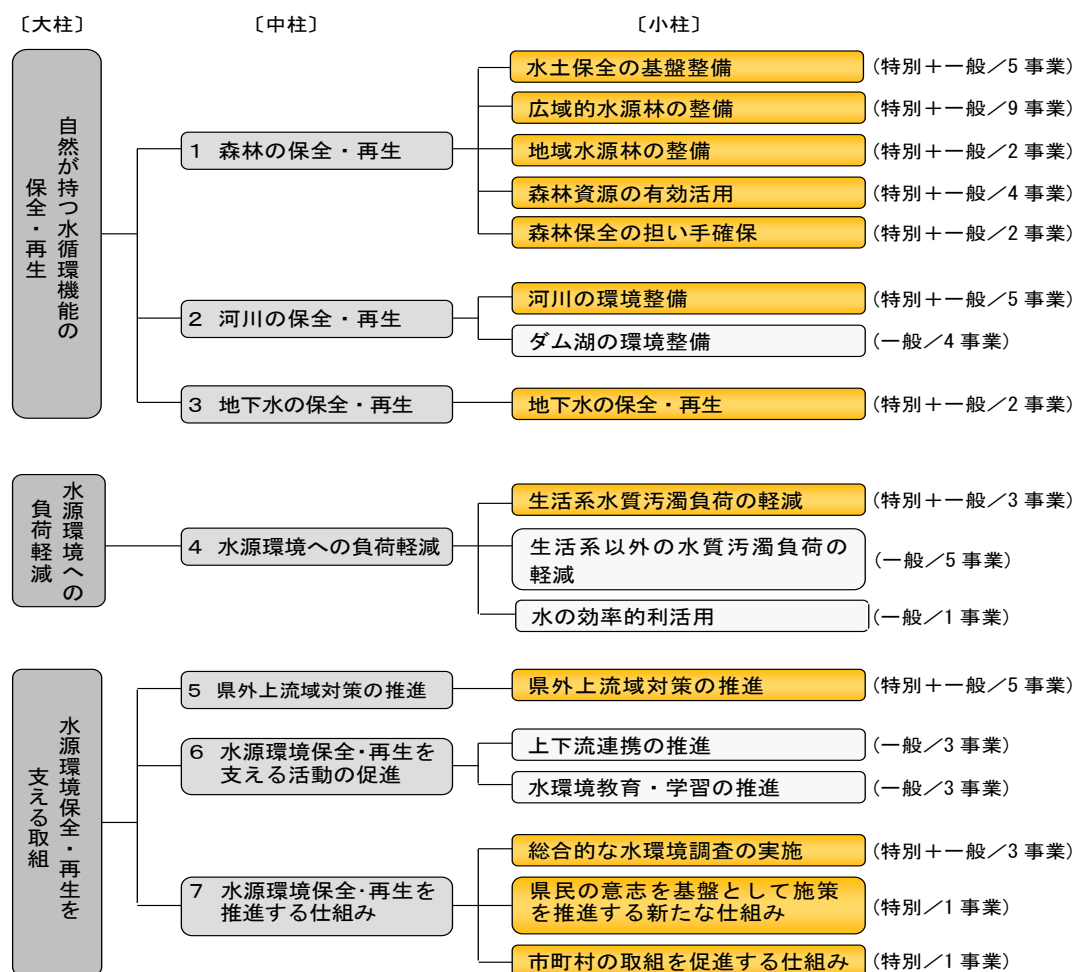 〔大柱〕
〔中柱〕
〔小柱〕
自然が持つ水循環機能の
保全・再生
1 森林の保全・再生
水土保全の基盤整備
(特別＋一般／5 事業)
広域的水源林の整備
(特別＋一般／9 事業)
地域水源林の整備
(特別＋一般／2 事業)
森林資源の有効活用
(特別＋一般／4 事業)
森林保全の担い手確保
(特別＋一般／2 事業)
2 河川の保全・再生
河川の環境整備
(特別＋一般／5 事業)
ダム湖の環境整備
(一般／4 事業)
3 地下水の保全・再生
地下水の保全・再生
(特別＋一般／2 事業)
水源環境への
負荷軽減
4 水源環境への負荷軽減
生活系水質汚濁負荷の軽減
(特別＋一般／3 事業)
生活系以外の水質汚濁負荷の
軽減
(一般／5 事業)
水の効率的利活用
(一般／1 事業)
水源環境保全・再生を
支える取組
5 県外上流域対策の推進
県外上流域対策の推進
(特別＋一般／5 事業)
6 水源環境保全・再生を
支える活動の促進
上下流連携の推進
(一般／3 事業)
水環境教育・学習の推進
(一般／3 事業)
7 水源環境保全・再生を
推進する仕組み
総合的な水環境調査の実施
(特別＋一般／3 事業)
県民の意志を基盤として施策
を推進する新たな仕組み
(特別／1 事業)
市町村の取組を促進する仕組み
(特別／1 事業)